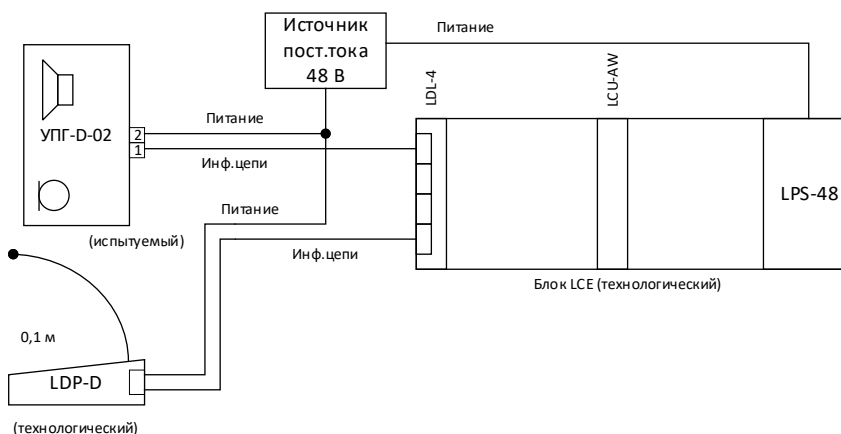 Источник
пост.тока
48 В
Питание
LDL-4
LCU-AW
УПГ-D-02
Питание
2
1
Инф.цепи
LPS-48
Питание
(испытуемый)
Инф.цепи
Блок LCE (технологический)
0,1 м
LDP-D
(технологический)